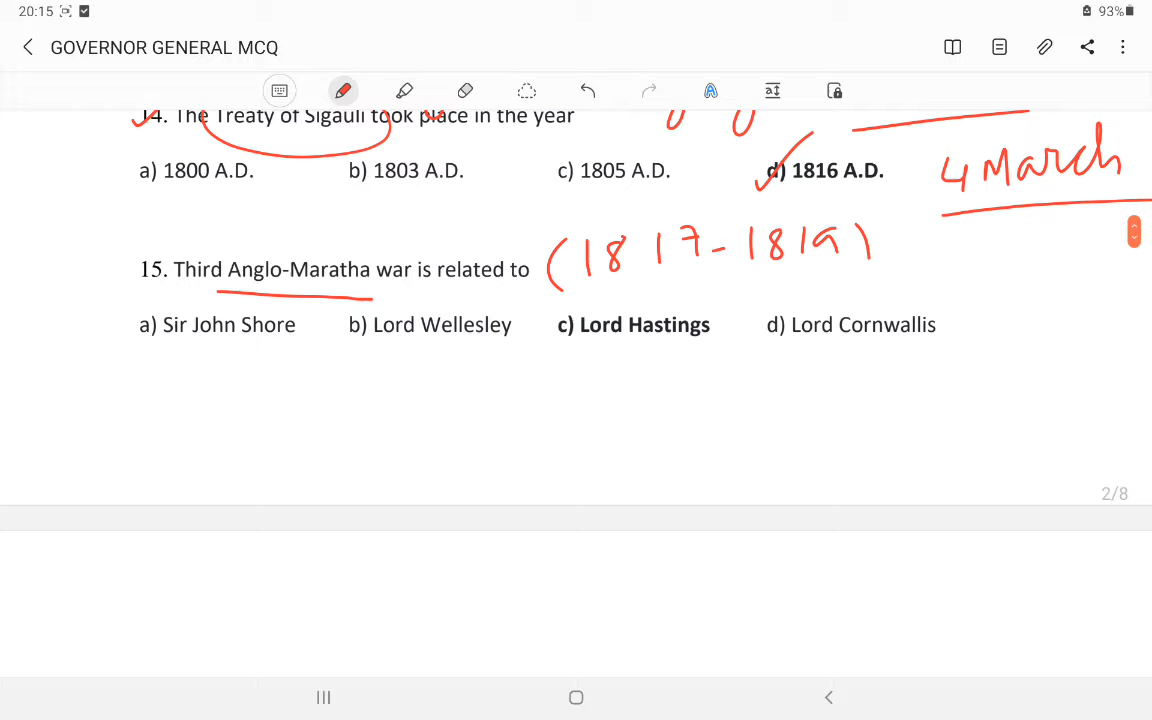 20:15 93%
GOVERNOR GENERAL MCQ
14. The Treaty of Sigauli took place in the year
a) 1800 A.D. b) 1803 A.D. c) 1805 A.D. d) 1816 A.D. 4 March
(1817-1819)
15. Third Anglo-Maratha war is related to
a) Sir John Shore b) Lord Wellesley c) Lord Hastings d) Lord Cornwallis
2/8